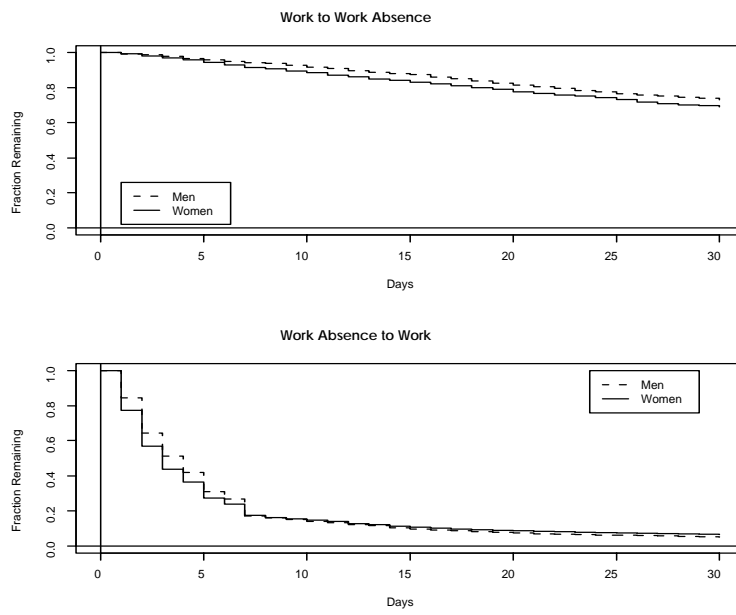 Work to Work Absence
Fraction Remaining
1.0
0.8
0.6
0.4
0.2
0.0
Men
Women
0 5 10 15 20 25 30
Days
Work Absence to Work
Fraction Remaining
1.0
0.8
0.6
0.4
0.2
0.0
Men
Women
0 5 10 15 20 25 30
Days